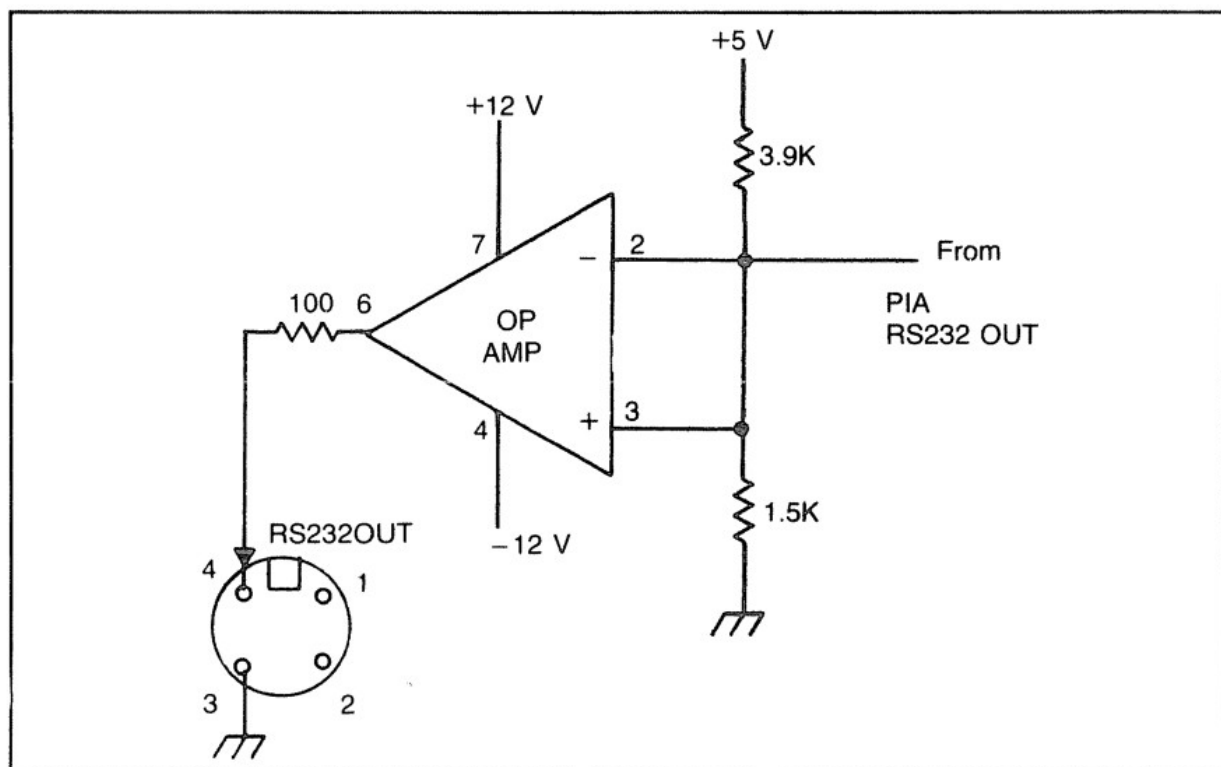 +5 V
+12 V
3.9K
7
-
2
From
100
6
OP
AMP
PIA
RS232 OUT
+
3
4
1.5K
-12 V
RS232OUT
4
1
3
2